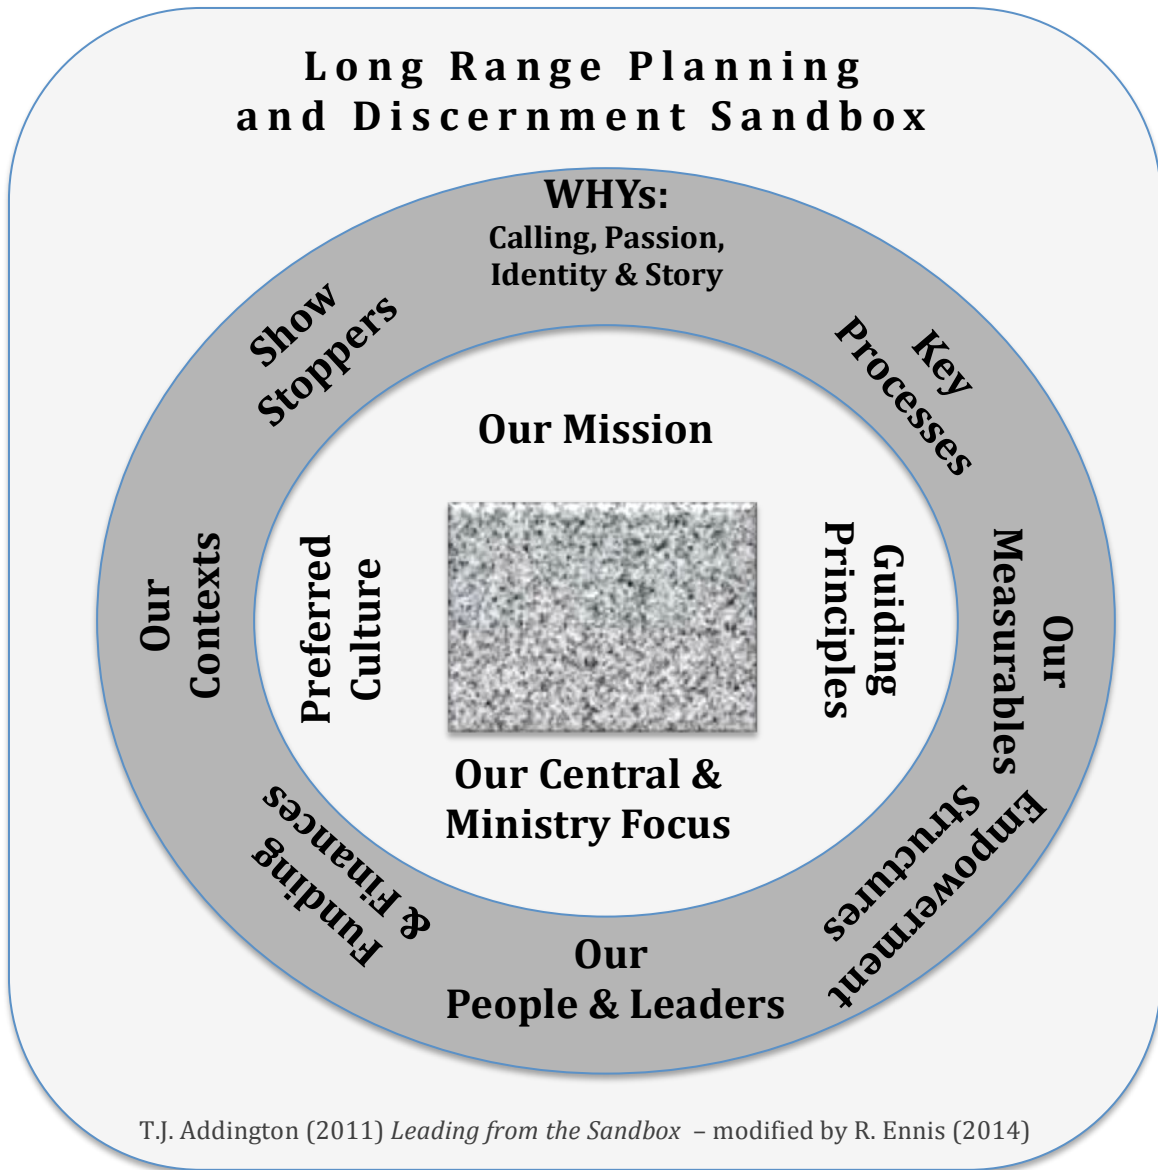 Long Range Planning
and Discernment Sandbox
WHYs:
Calling, Passion,
Identity & Story
Key
Processes
Our
Measurables
Empowerment
Structures
Our
People & Leaders
Funding
& Finances
Our
Contexts
Show
Stoppers
Our Mission
Guiding
Principles
Our Central &
Ministry Focus
Preferred
Culture
T.J. Addington (2011) Leading from the Sandbox – modified by R. Ennis (2014)